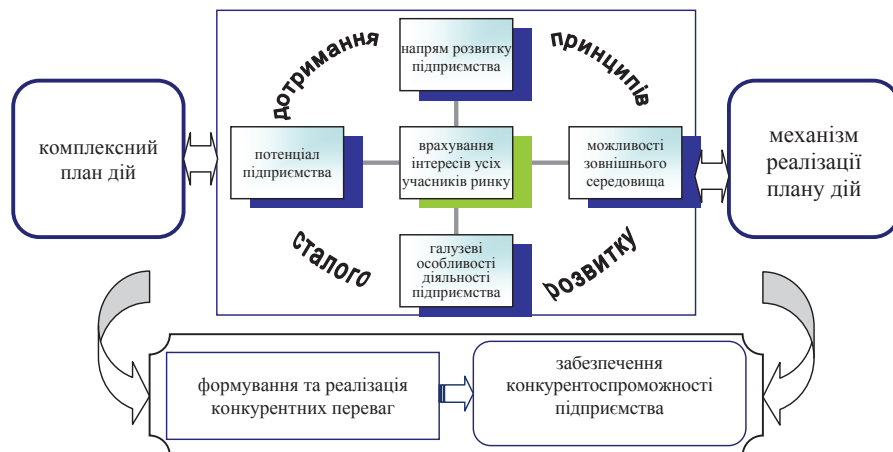 дотримання
принципів
напрям розвитку
підприємства
комплексний
план дій
потенціал
підприємства
врахування
інтересів усіх
учасників ринку
можливості
зовнішнього
середовища
механізм
реалізації
плану дій
сталого
розвитку
галузеві
особливості
діяльності
підприємства
формування та реалізація
конкурентних переваг
забезпечення
конкурентоспроможності
підприємства